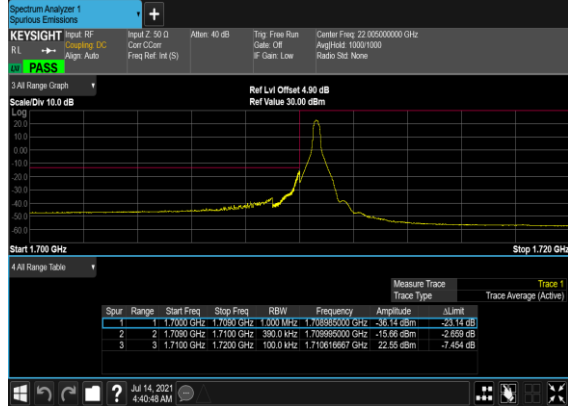 Spectrum Analyzer 1
Spurious Emissions
+
KEYSIGHT Input: RF Input Z: 50 Ω Atten: 40 dB Trig: Free Run Center Freq: 22.005000000 GHz
RL Coupling: DC Corr CCorr Gate: Off Avg|Hold: 1000/1000
Align: Auto Freq Ref: Int (S) IF Gain: Low Radio Std: None
PASS
3 All Range Graph
Ref Lvl Offset 4.90 dB
Scale/Div 10.0 dB Ref Value 30.00 dBm
Log
20.0
10.0
0.00
-10.0
-20.0
-30.0
-40.0
-50.0
-60.0
Start 1.700 GHz Stop 1.720 GHz
4 All Range Table
Measure Trace Trace 1
Trace Type Trace Average (Active)
Spur Range Start Freq Stop Freq RBW Frequency Amplitude ΔLimit
1 1 1.7000 GHz 1.7090 GHz 1.000 MHz 1.708985000 GHz -36.14 dBm -23.14 dB
2 2 1.7090 GHz 1.7100 GHz 390.0 kHz 1.709995000 GHz -15.66 dBm -2.659 dB
3 3 1.7100 GHz 1.7200 GHz 100.0 kHz 1.710616667 GHz 22.55 dBm -7.454 dB
? Jul 14, 2021
4:40:48 AM